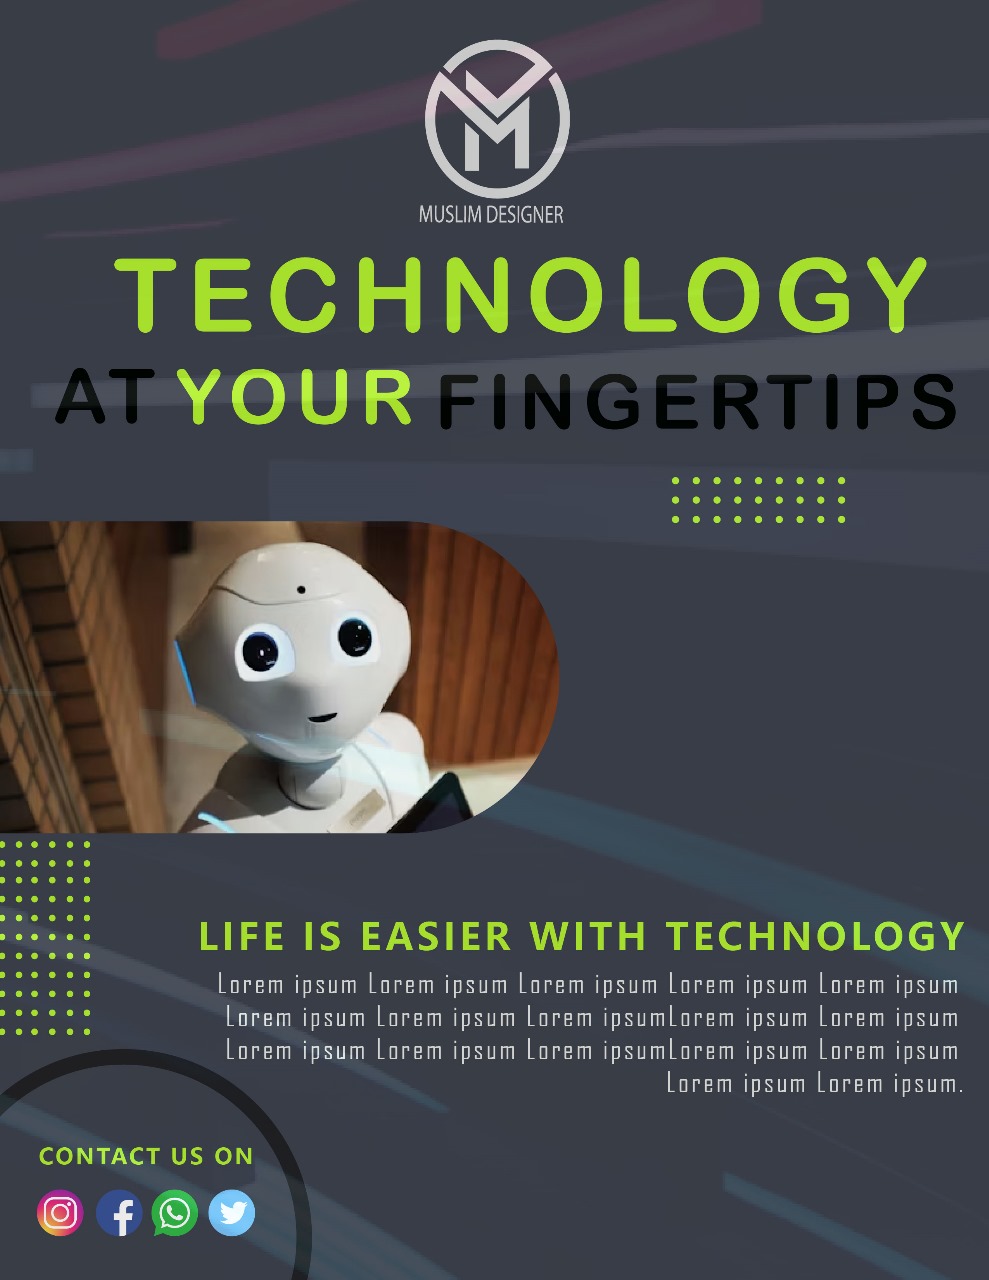 MUSLIM DESIGNER
TECHNOLOGY
AT YOUR FINGERTIPS
LIFE IS EASIER WITH TECHNOLOGY
Lorem ipsum Lorem ipsum Lorem ipsum Lorem ipsum Lorem ipsum
Lorem ipsum Lorem ipsum Lorem ipsumLorem ipsum Lorem ipsum
Lorem ipsum Lorem ipsum Lorem ipsumLorem ipsum Lorem ipsum
Lorem ipsum Lorem ipsum.
CONTACT US ON